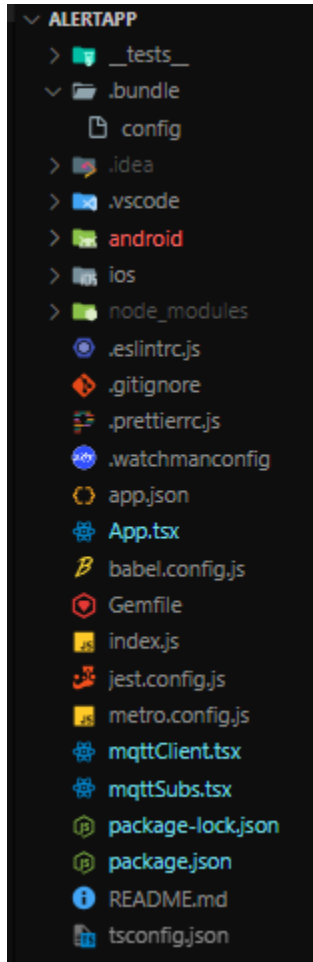 ALERTAPP
__tests__
.bundle
config
.idea
.vscode
android
ios
node_modules
.eslintrc.js
.gitignore
.prettierrc.js
.watchmanconfig
app.json
App.tsx
babel.config.js
Gemfile
index.js
jest.config.js
metro.config.js
mqttClient.tsx
mqttSubs.tsx
package-lock.json
package.json
README.md
tsconfig.json